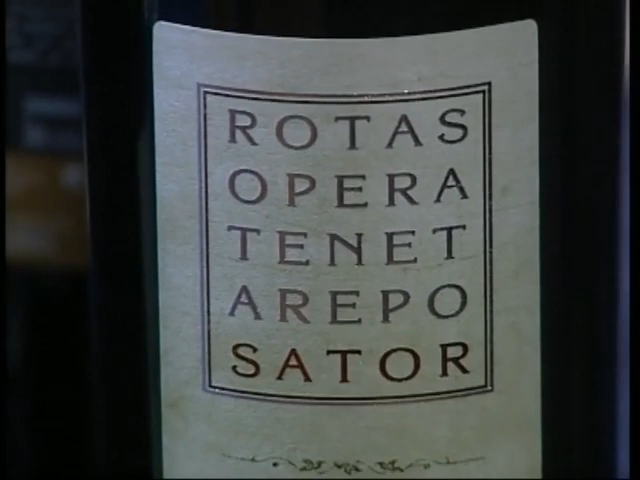 ROTAS
OPERA
TENET
AREPO
SATOR